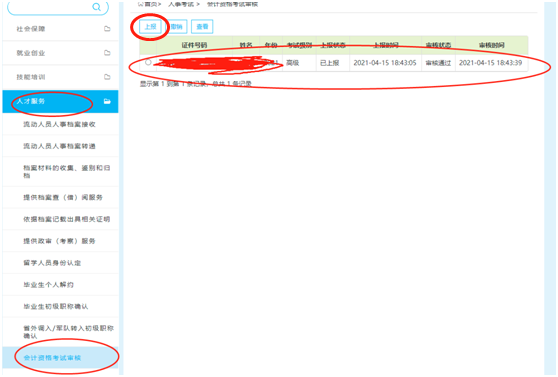 首页> 人事考试 > 会计资格考试审核
上报 撤销 查看
证件号码 姓名 年份 考试级别 上报状态 上报时间 审核状态 审核时间
高级 已上报 2021-04-15 18:43:05 审核通过 2021-04-15 18:43:39
显示第 1 到第 1 条记录，总共 1 条记录
社会保障
就业创业
技能培训
人才服务
流动人员人事档案接收
流动人员人事档案转递
档案材料的收集、鉴别和归
档
提供档案查（借）阅服务
依据档案记载出具相关证明
提供政审（考察）服务
留学人员身份认定
毕业生个人解约
毕业生初级职称确认
省外调入/军队转入初级职称
确认
会计资格考试审核